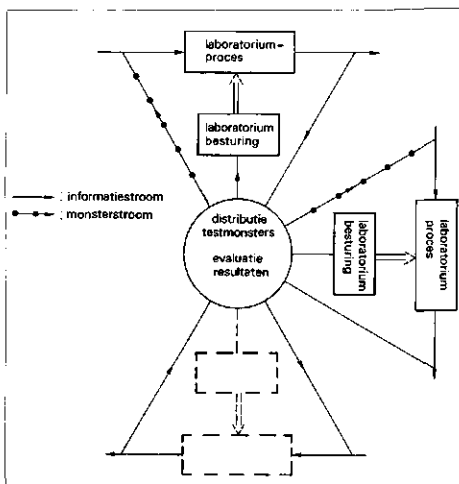 laboratorium-
proces
laboratorium
besturing
: informatiestroom
: monsterstroom
distributie
testmonsters
evaluatie
resultaten
laboratorium
besturing
laboratorium
proces